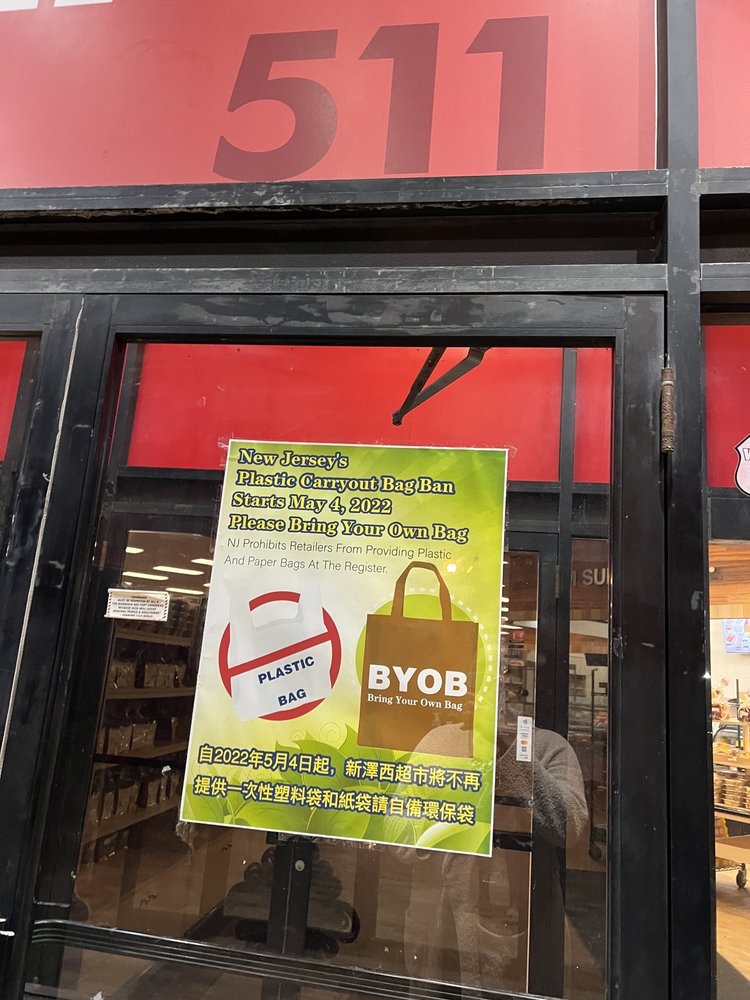 511
New Jersey's
Plastic Carryout Bag Ban
Starts May 4, 2022
Please Bring Your Own Bag
NJ Prohibits Retailers From Providing Plastic
And Paper Bags At The Register.
PLASTIC
BAG
BYOB
Bring Your Own Bag
自2022年5月4日起，新澤西超市將不再
提供一次性塑料袋和紙袋請自備環保袋